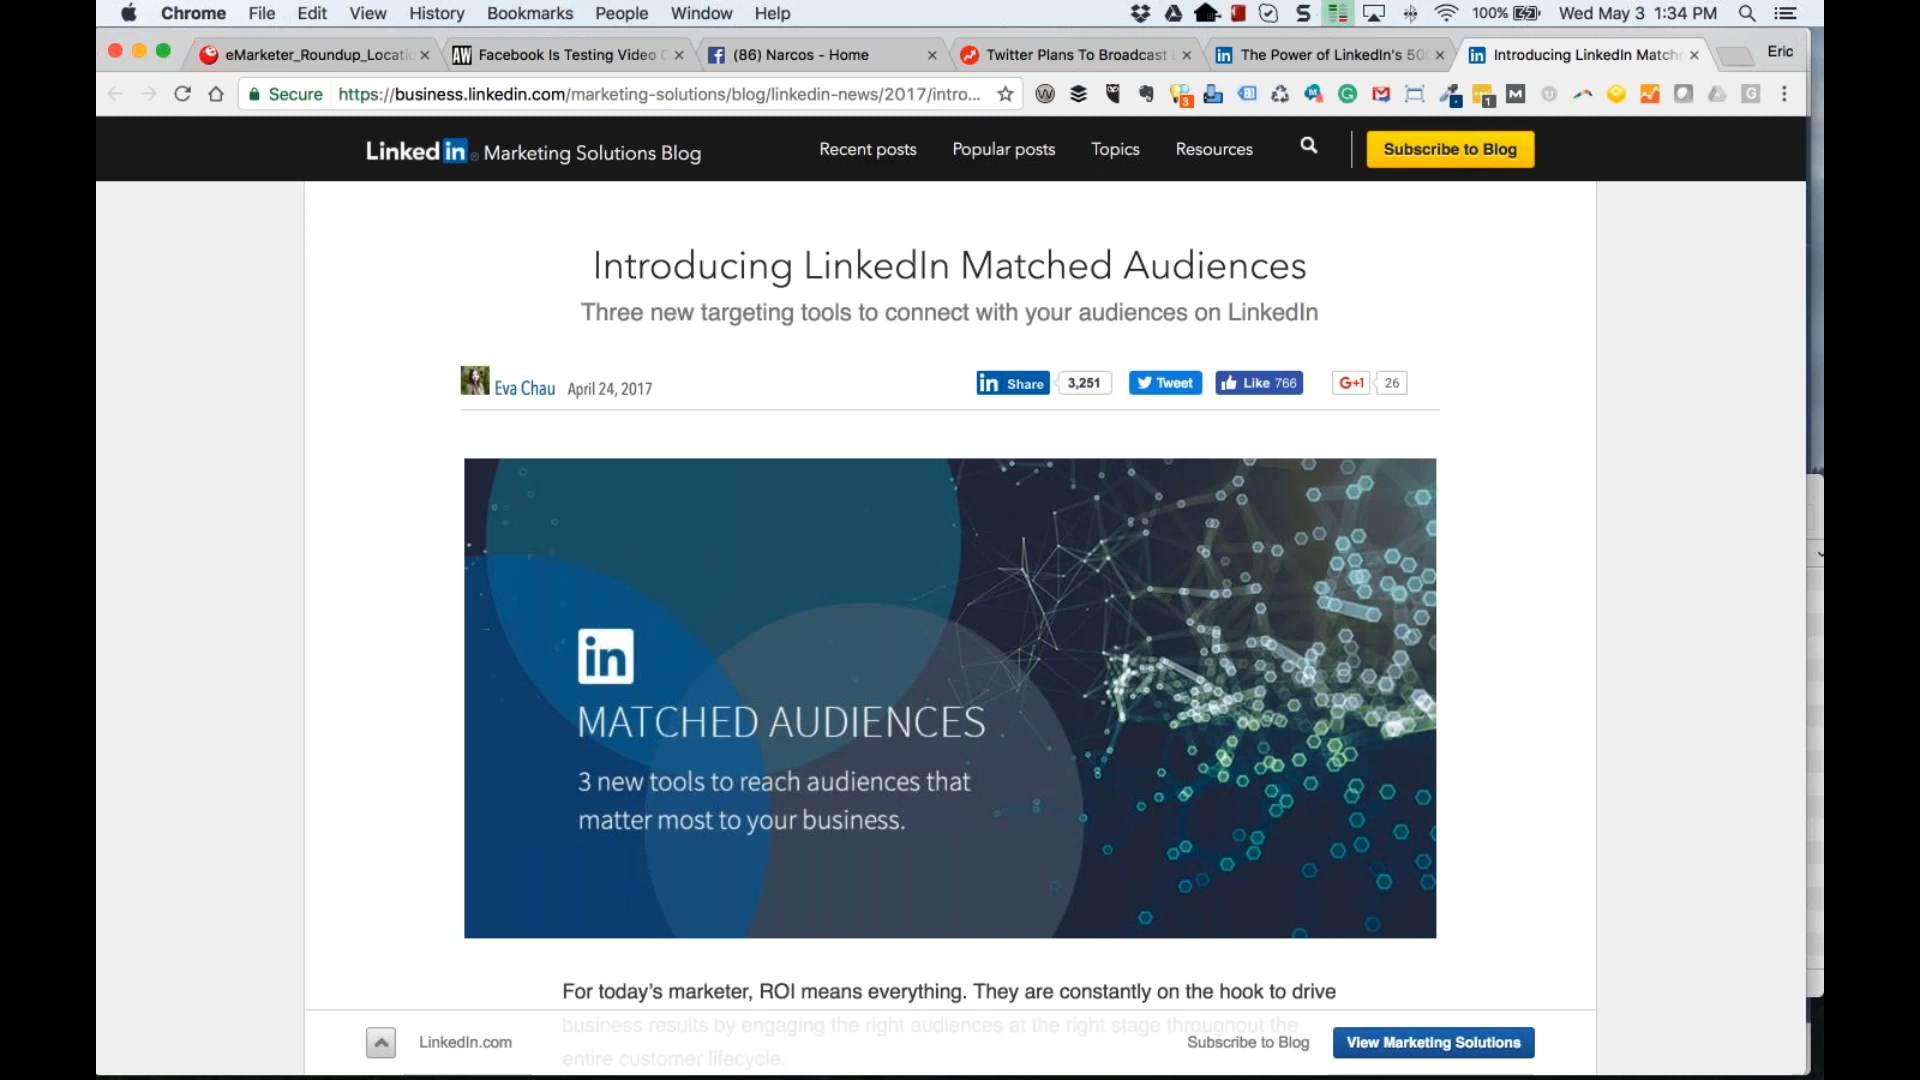 Chrome File Edit View History Bookmarks People Window Help 100% Wed May 3 1:34 PM
eMarketer_Roundup_Locati Facebook Is Testing Video (86) Narcos - Home Twitter Plans To Broadcast The Power of LinkedIn's 50 Introducing LinkedIn Match Eric
Secure https://business.linkedin.com/marketing-solutions/blog/linkedin-news/2017/intro...
Linked in Marketing Solutions Blog Recent posts Popular posts Topics Resources Subscribe to Blog
Introducing LinkedIn Matched Audiences
Three new targeting tools to connect with your audiences on LinkedIn
Eva Chau April 24, 2017 in Share 3,251 Tweet Like 766 G+1 26
in
MATCHED AUDIENCES
3 new tools to reach audiences that
matter most to your business.
For today's marketer, ROI means everything. They are constantly on the hook to drive
business results by engaging the right audiences at the right stage throughout the
entire customer lifecycle.
LinkedIn.com Subscribe to Blog View Marketing Solutions